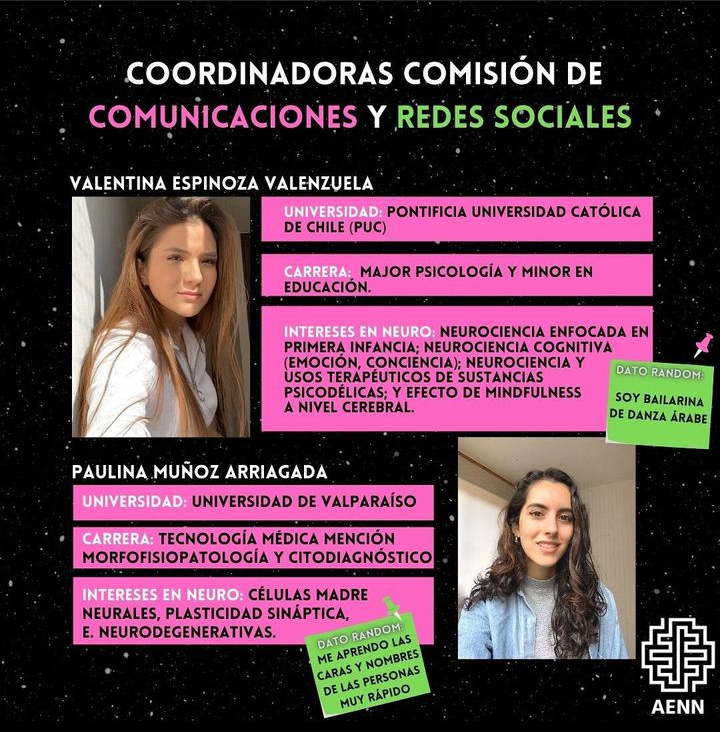 COORDINADORAS COMISIÓN DE
COMUNICACIONES Y REDES SOCIALES
VALENTINA ESPINOZA VALENZUELA
UNIVERSIDAD: PONTIFICIA UNIVERSIDAD CATÓLICA
DE CHILE (PUC)
CARRERA: MAJOR PSICOLOGÍA Y MINOR EN
EDUCACIÓN.
INTERESES EN NEURO: NEUROCIENCIA ENFOCADA EN
PRIMERA INFANCIA; NEUROCIENCIA COGNITIVA
(EMOCIÓN, CONCIENCIA); NEUROCIENCIA Y
USOS TERAPÉUTICOS DE SUSTANCIAS
PSICODÉLICAS; Y EFECTO DE MINDFULNESS
A NIVEL CEREBRAL.
DATO RANDOM:
SOY BAILARINA
DE DANZA ÁRABE
PAULINA MUÑOZ ARRIAGADA
UNIVERSIDAD: UNIVERSIDAD DE VALPARAÍSO
CARRERA: TECNOLOGÍA MÉDICA MENCIÓN
MORFOFISIOPATOLOGÍA Y CITODIAGNÓSTICO
INTERESES EN NEURO: CÉLULAS MADRE
NEURALES, PLASTICIDAD SINÁPTICA,
E. NEURODEGENERATIVAS.
DATO RANDOM:
ME APRENDO LAS
CARAS Y NOMBRES
DE LAS PERSONAS
MUY RÁPIDO
AENN